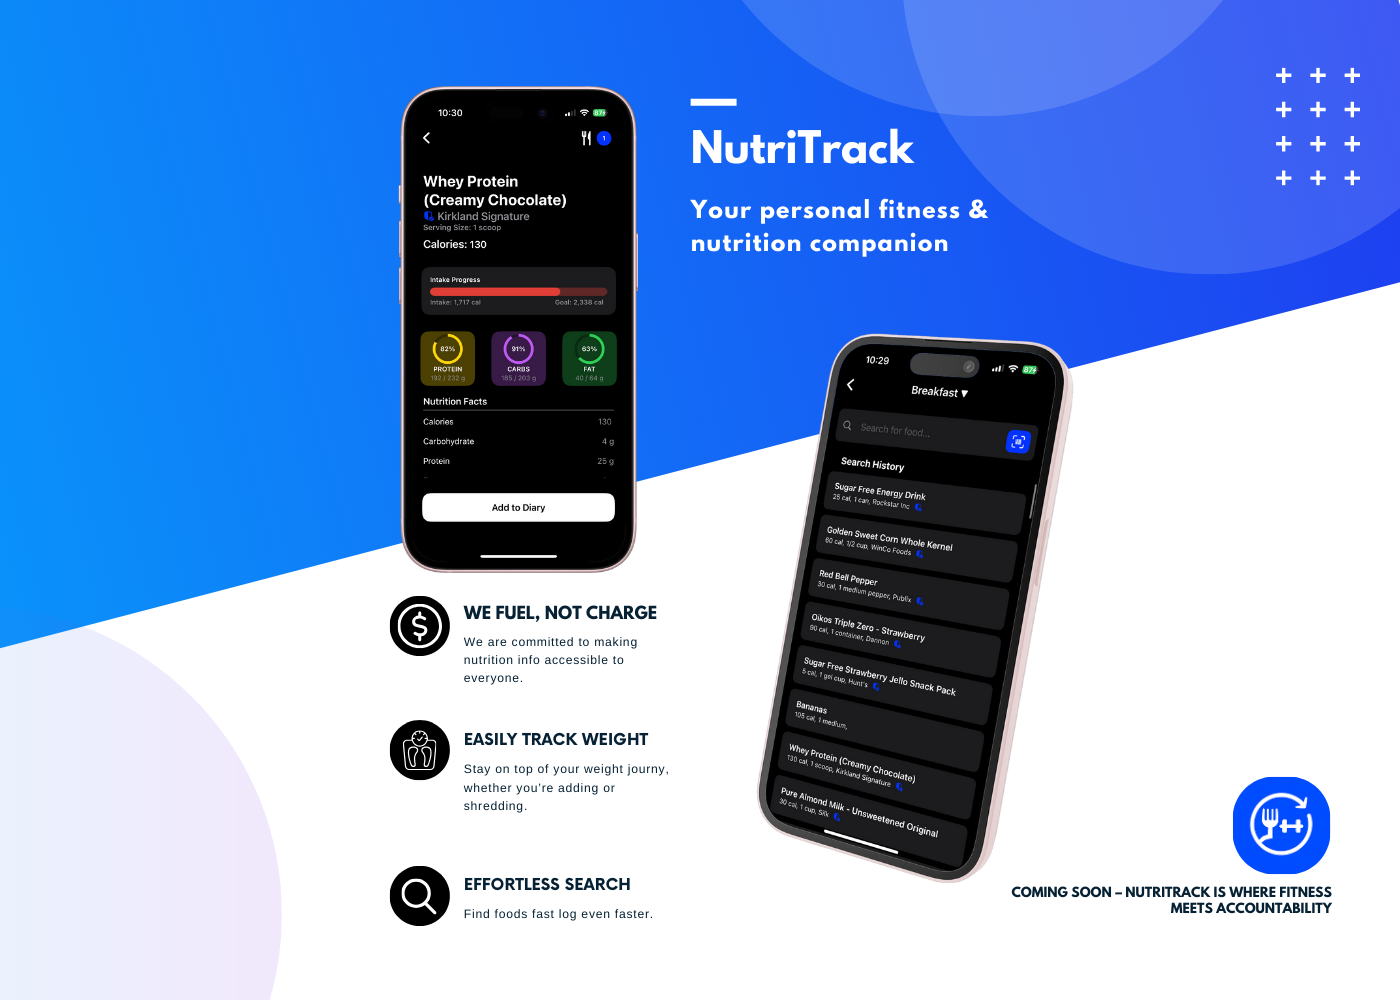 10:30
87
1
Whey Protein
(Creamy Chocolate)
Kirkland Signature
Serving Size: 1 scoop
Calories: 130
Intake Progress
Intake: 1,717 cal Goal: 2,338 cal
82% 91% 63%
PROTEIN CARBS FAT
192 / 232 g 185 / 203 g 40 / 64 g
Nutrition Facts
Calories 130
Carbohydrate 4 g
Protein 25 g
Add to Diary
NutriTrack
Your personal fitness &
nutrition companion
10:29
87
Breakfast ▼
Search for food...
Search History
Sugar Free Energy Drink
25 cal, 1 can, Rockstar Inc
Golden Sweet Corn Whole Kernel
60 cal, 1/2 cup, WinCo Foods
Red Bell Pepper
30 cal, 1 medium pepper, Publix
Oikos Triple Zero - Strawberry
90 cal, 1 container, Dannon
Sugar Free Strawberry Jello Snack Pack
5 cal, 1 gel cup, Hunt's
Bananas
105 cal, 1 medium,
Whey Protein (Creamy Chocolate)
130 cal, 1 scoop, Kirkland Signature
Pure Almond Milk - Unsweetened Original
30 cal, 1 cup, Silk
WE FUEL, NOT CHARGE
We are committed to making
nutrition info accessible to
everyone.
EASILY TRACK WEIGHT
Stay on top of your weight journy,
whether you're adding or
shredding.
EFFORTLESS SEARCH
Find foods fast log even faster.
COMING SOON – NUTRITRACK IS WHERE FITNESS
MEETS ACCOUNTABILITY